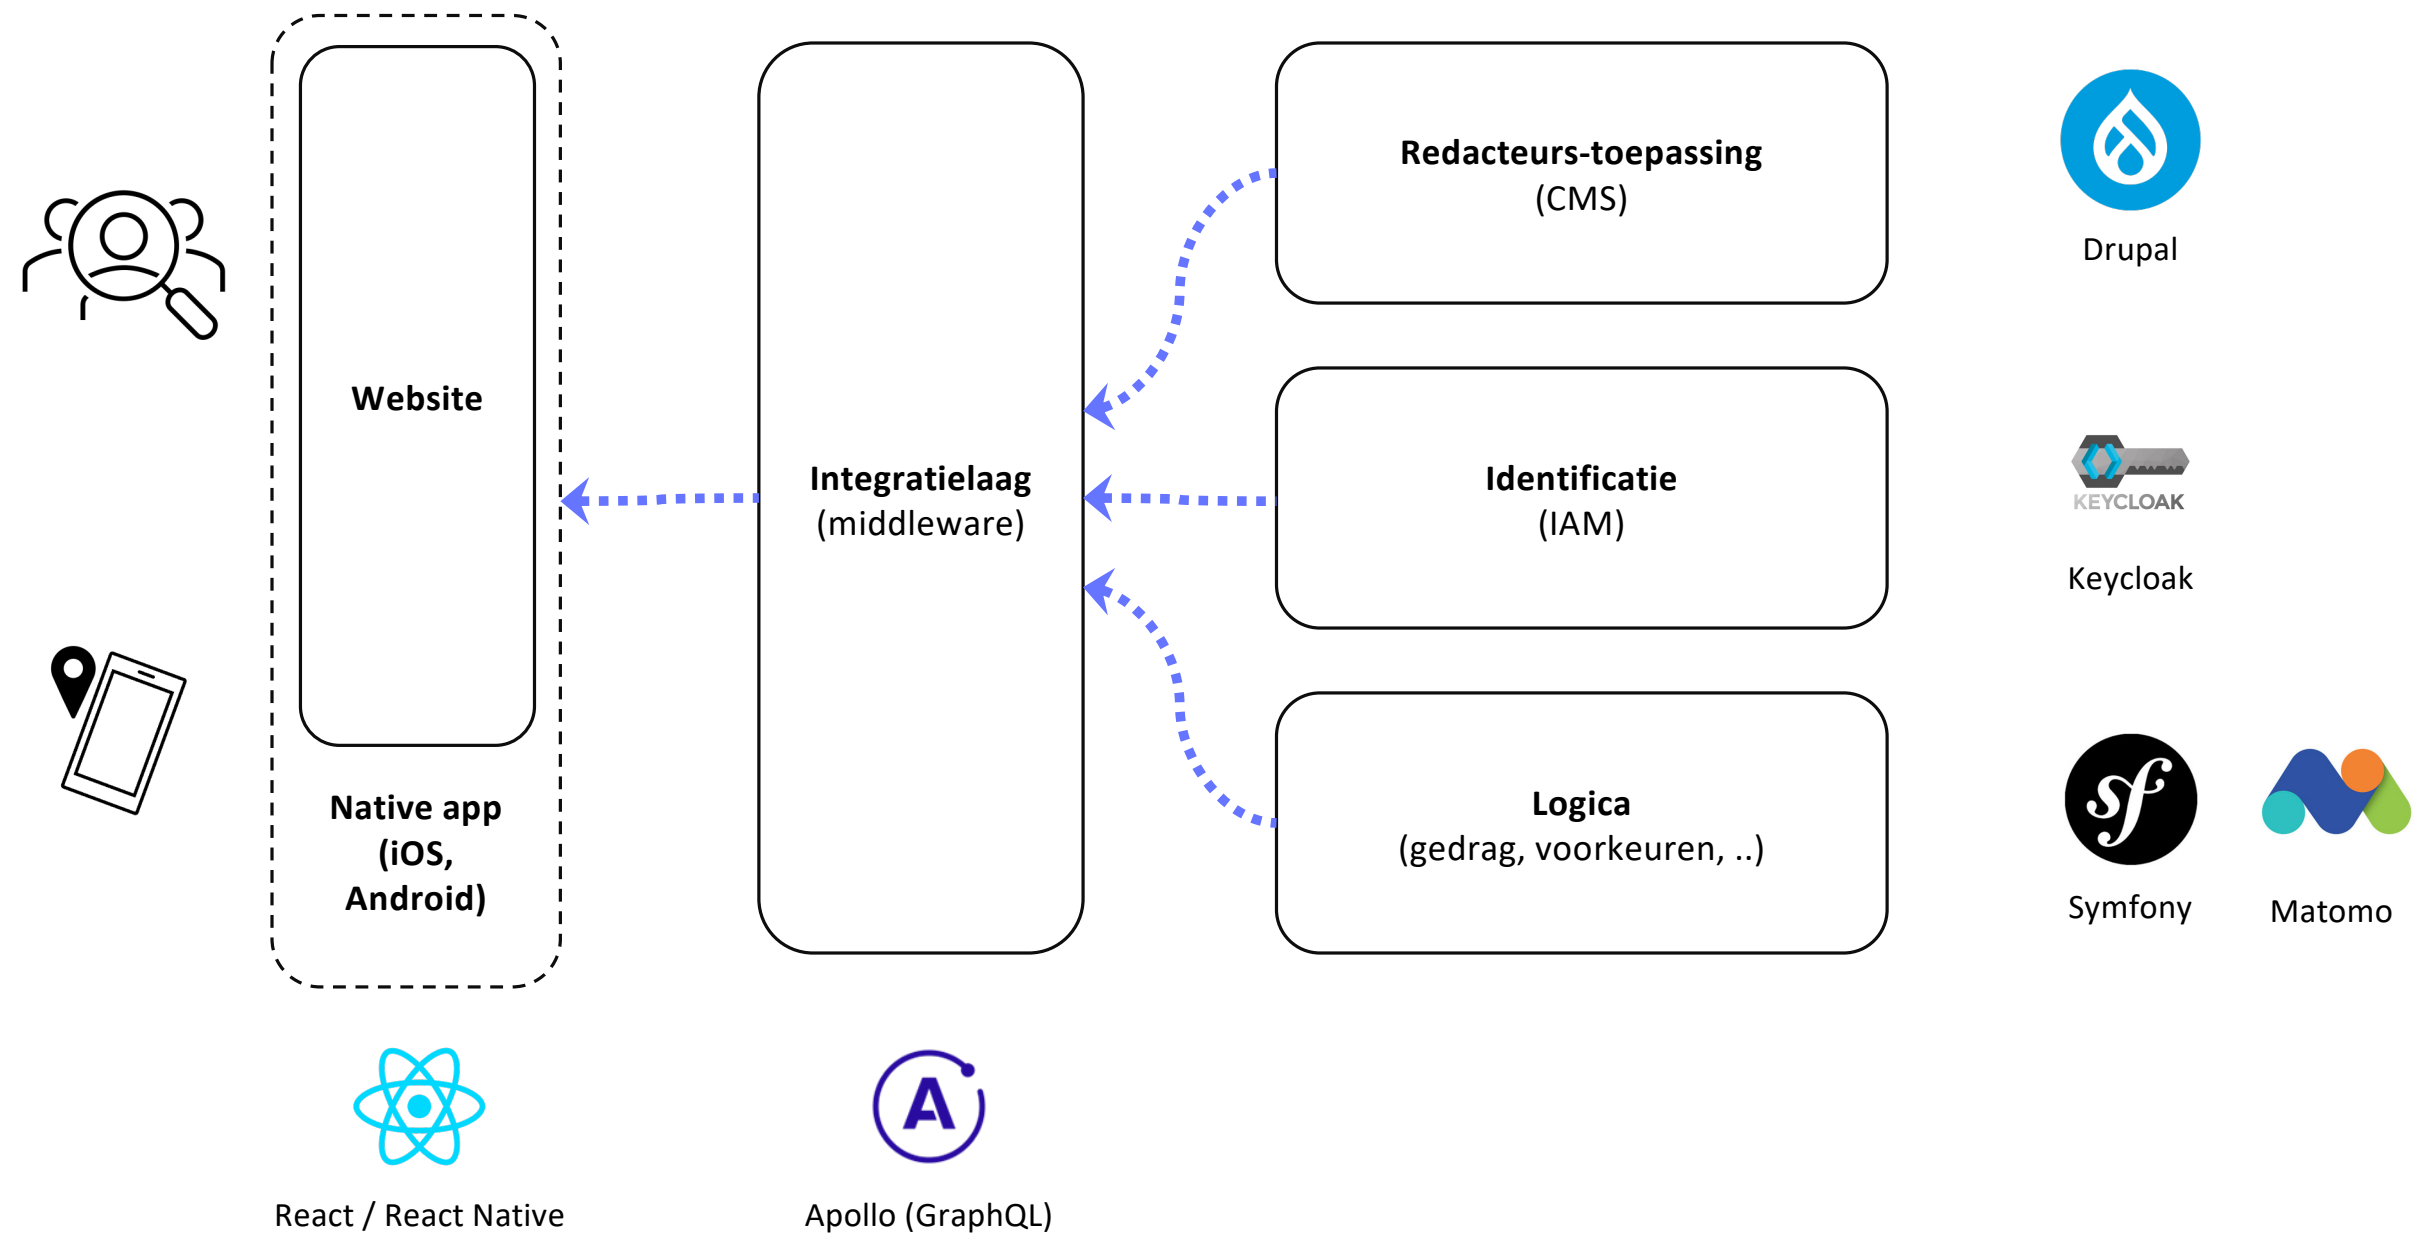 Website
Native app
(iOS,
Android)
React / React Native
Integratielaag
(middleware)
Apollo (GraphQL)
Redacteurs-toepassing
(CMS)
Drupal
Identificatie
(IAM)
KEYCLOAK
Keycloak
Logica
(gedrag, voorkeuren, ..)
sf
Symfony
Matomo
A